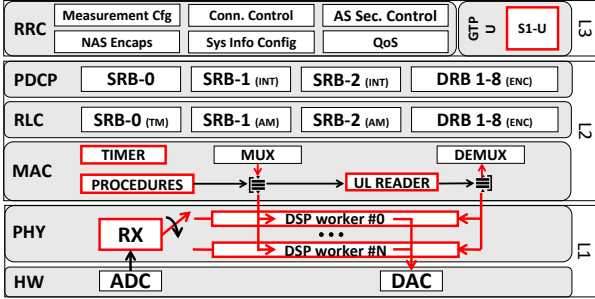 RRC
Measurement Cfg
Conn. Control
AS Sec. Control
NAS Encaps
Sys Info Config
QoS
GTP
U
S1-U
L3
PDCP
SRB-0
SRB-1 (INT)
SRB-2 (INT)
DRB 1-8 (ENC)
RLC
SRB-0 (TM)
SRB-1 (AM)
SRB-2 (AM)
DRB 1-8 (ENC)
L2
MAC
TIMER
MUX
DEMUX
PROCEDURES
UL READER
PHY
RX
DSP worker #0
•••
DSP worker #N
L1
HW
ADC
DAC